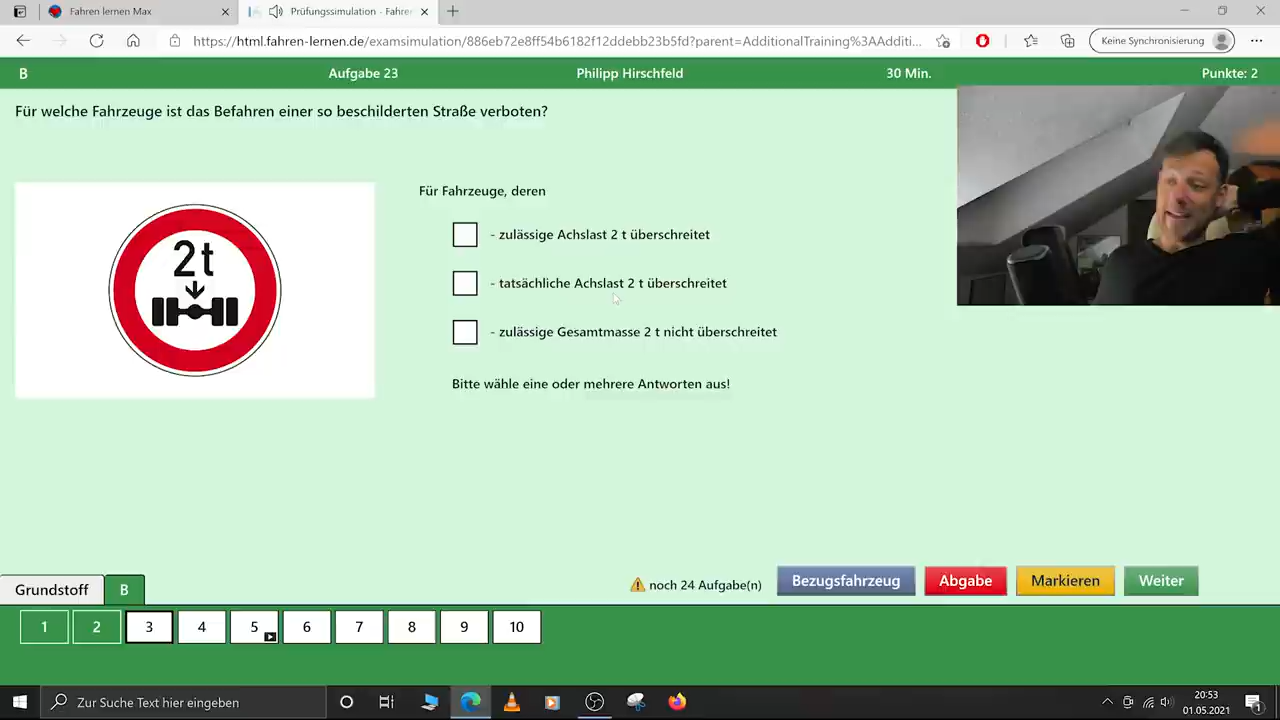 Fahren lernen Max
Prüfungssimulation - Fahren
https://html.fahren-lernen.de/examsimulation/886eb72e8ff54b6182f12ddebb23b5fd?parent=AdditionalTraining%3AAdditi...
Keine Synchronisierung
B
Aufgabe 23
Philipp Hirschfeld
30 Min.
Punkte: 2
Für welche Fahrzeuge ist das Befahren einer so beschilderten Straße verboten?
2t
Für Fahrzeuge, deren
- zulässige Achslast 2 t überschreitet
- tatsächliche Achslast 2 t überschreitet
- zulässige Gesamtmasse 2 t nicht überschreitet
Bitte wähle eine oder mehrere Antworten aus!
Grundstoff
B
noch 24 Aufgabe(n)
Bezugsfahrzeug
Abgabe
Markieren
Weiter
1 2 3 4 5 6 7 8 9 10
Zur Suche Text hier eingeben
20:53
01.05.2021